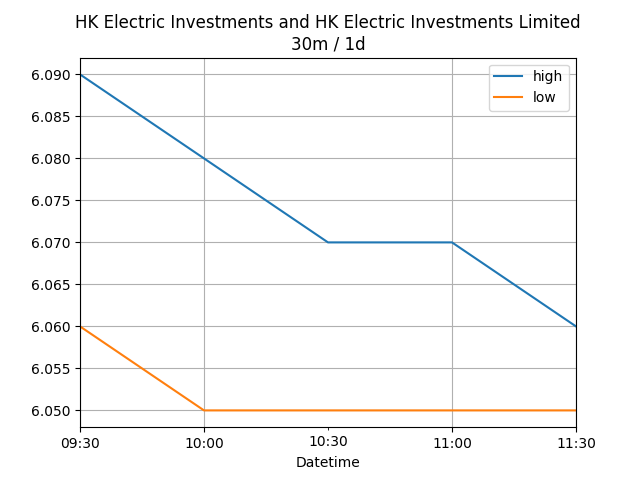 HK Electric Investments and HK Electric Investments Limited
30m / 1d
high
low
6.090
6.085
6.080
6.075
6.070
6.065
6.060
6.055
6.050
09:30 10:00 10:30 11:00 11:30
Datetime